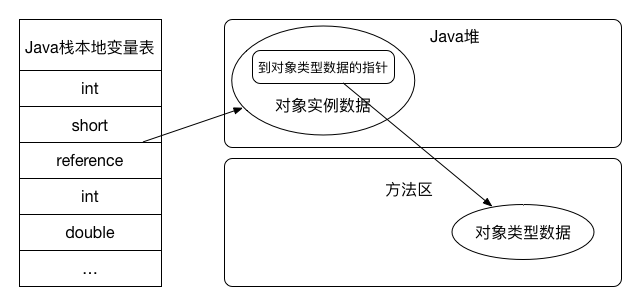 Java栈本地变量表
int
short
reference
int
double
...
Java堆
到对象类型数据的指针
对象实例数据
方法区
对象类型数据